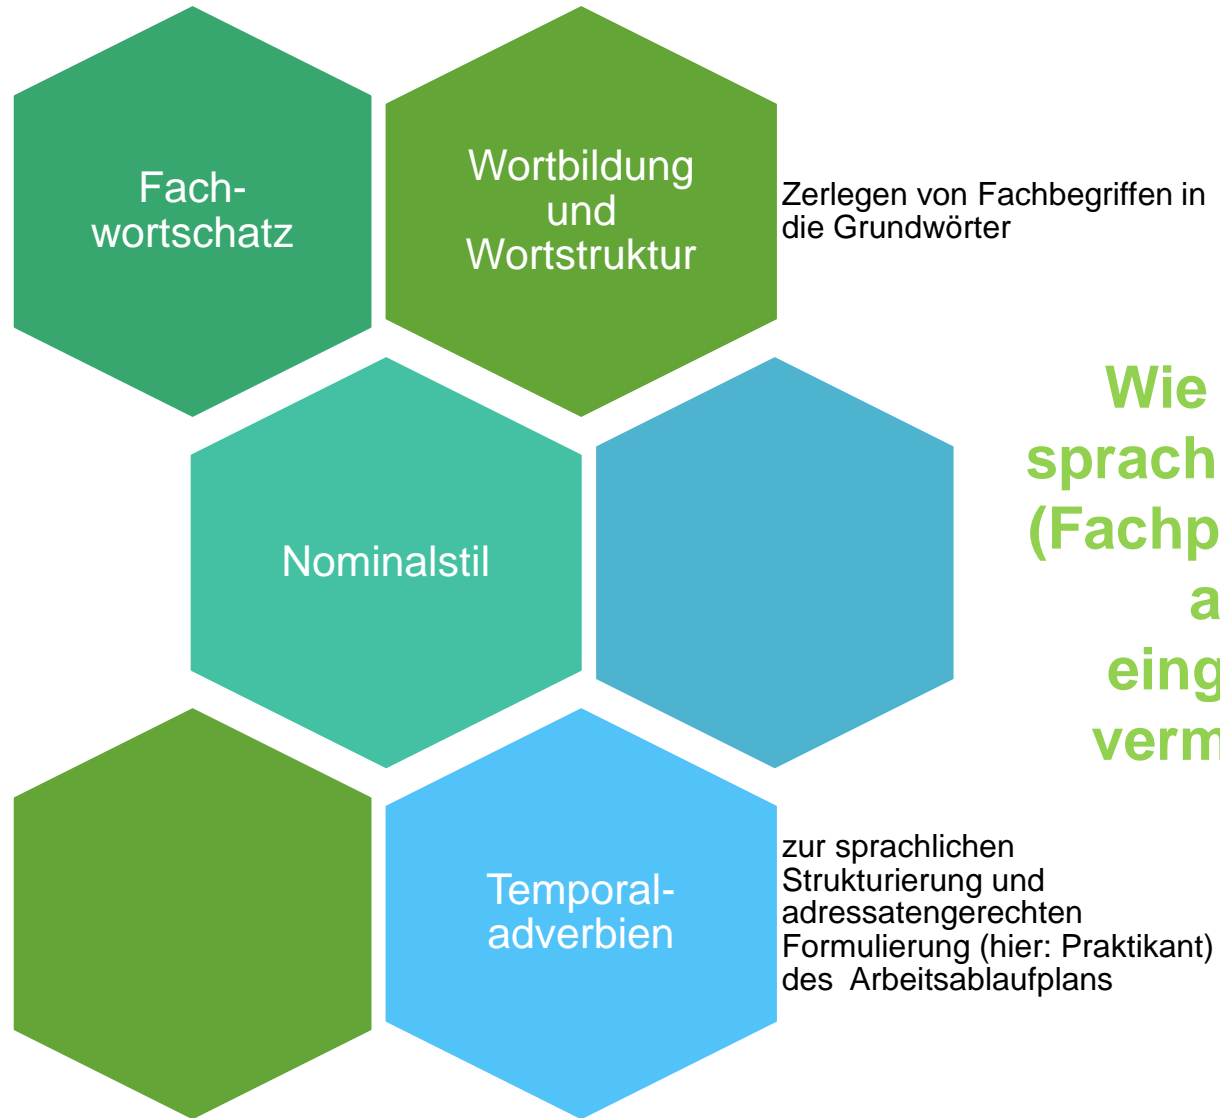 Fach-
wortschatz
Wortbildung
und
Wortstruktur
Zerlegen von Fachbegriffen in
die Grundwörter
Wie
sprach
(Fachp
a
eing
verm
Nominalstil
Temporal-
adverbien
zur sprachlichen
Strukturierung und
adressatengerechten
Formulierung (hier: Praktikant)
des Arbeitsablaufplans